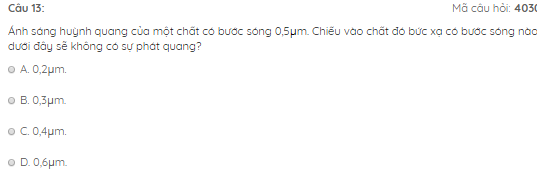 Câu 13:
Mã câu hỏi: 4030
Ánh sáng huỳnh quang của một chất có bước sóng 0,5μm. Chiếu vào chất đó bức xạ có bước sóng nào
dưới đây sẽ không có sự phát quang?
A. 0,2μm.
B. 0,3μm.
C. 0,4μm.
D. 0,6μm.